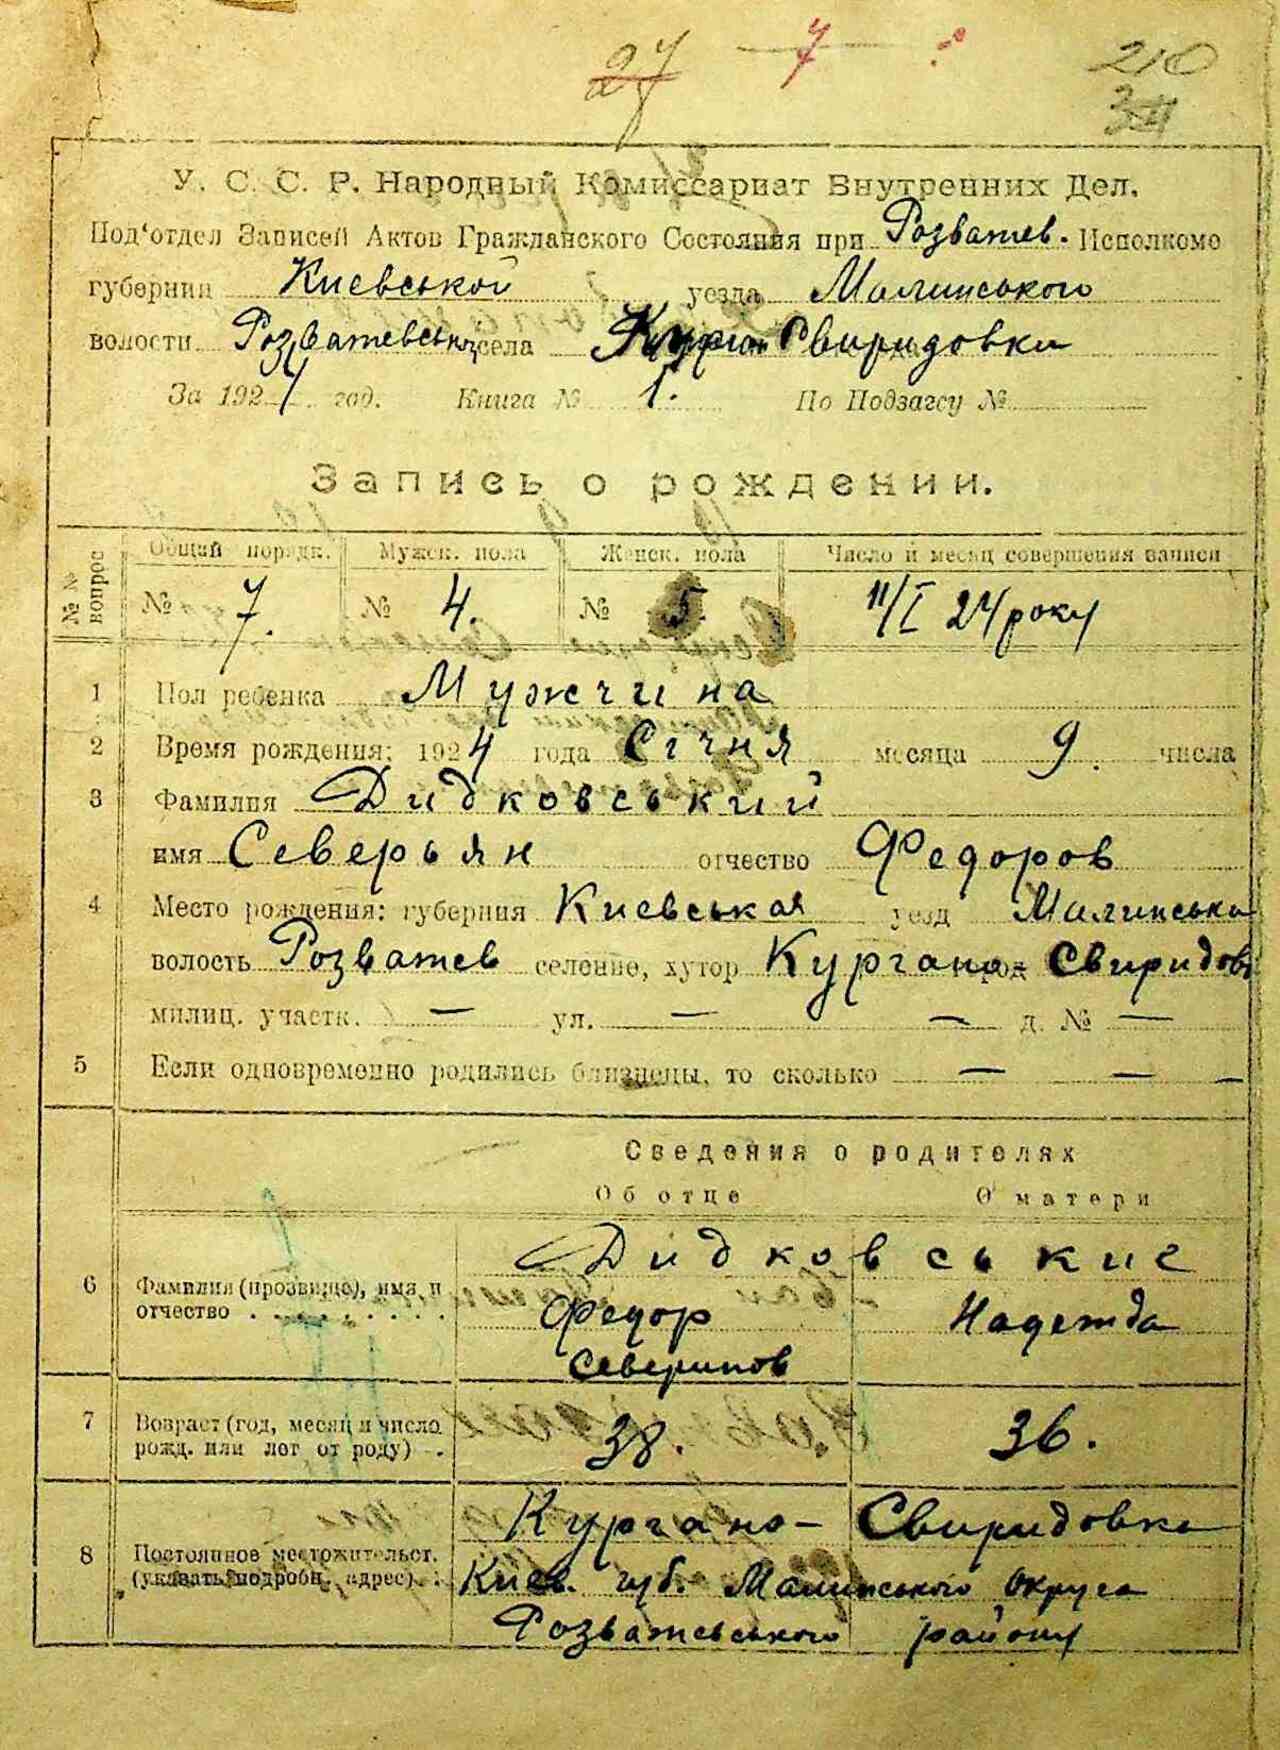 27 — 7
210
У. С. С. Р. Народный Комиссариат Внутренних Дел.
Под'отдел Записей Актов Гражданского Состояния при Розватев. Исполкомо
губернии Киевськой уезда Малинського
волости Розватевськ села Курган Свиридовки
За 1924 год. Книга № 1. По Подзагсу №
Запись о рождении.
№ № вопрос Общий порядк. Мужск. пола Женск. пола Число и месяц совершения записи
№ 7. № 4. № 5. 11/I 24 року
1 Пол ребенка Мужчина
2 Время рождения: 1924 года Січня месяца 9. числа
3 Фамилия Дидковський
имя Северьян отчество Федоров
4 Место рождения: губерния Киевськая уезд Малинськи
волость Розватев селение, хутор Кургано Свиридов
милиц. участк. — ул. — — д. № —
5 Если одновременно родились близнецы, то сколько — — —
Сведения о родителях
Об отце О матери
Дидковские
6 Фамилия (прозвище), имя и
отчество . . . . . . . . . Федор Надежда
Северинов
7 Возраст (год, месяц и число
рожд. или лет от роду) . . 38. 36.
Кургано- Свиридовка
8 Постоянное местожительст.
(указать подробн. адрес) . : Киев. губ. Малинського округа
Розватевського району